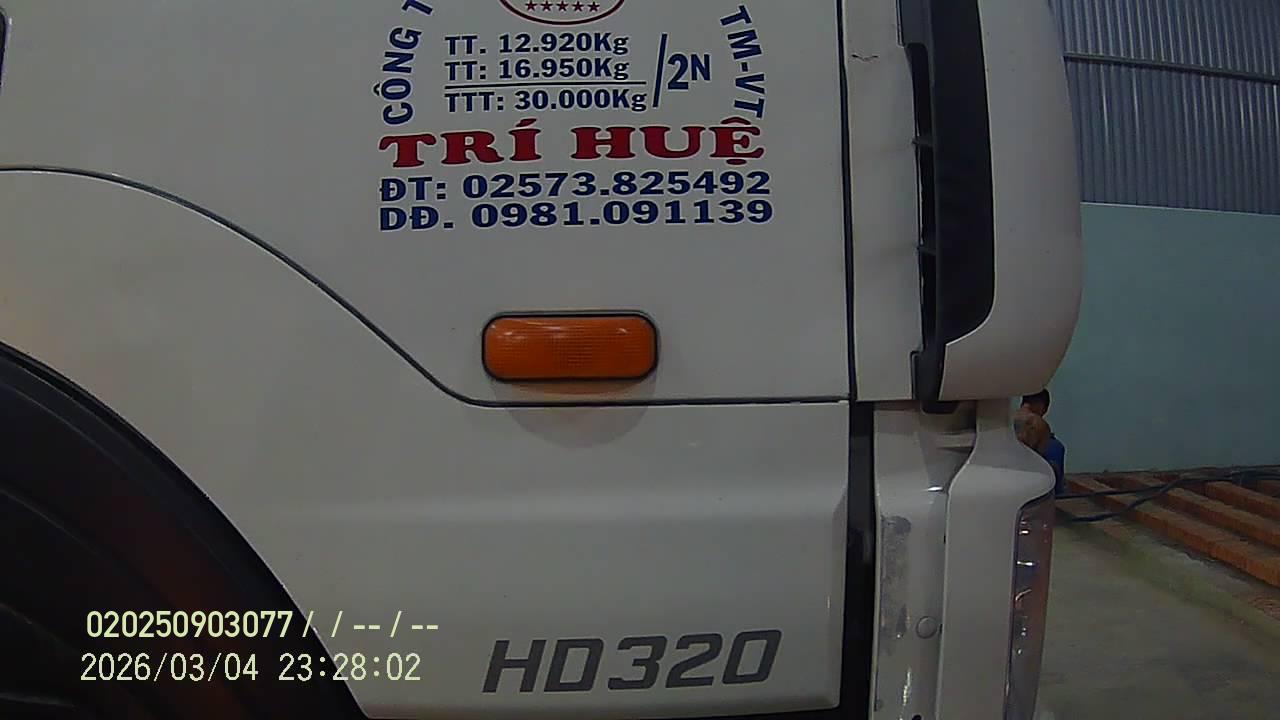 CÔNG T
TM-VT
TT. 12.920Kg
TT: 16.950Kg
TTT: 30.000Kg
/2N
TRÍ HUỆ
ĐT: 02573.825492
DĐ. 0981.091139
HD320
020250903077 / / -- / --
2026/03/04 23:28:02